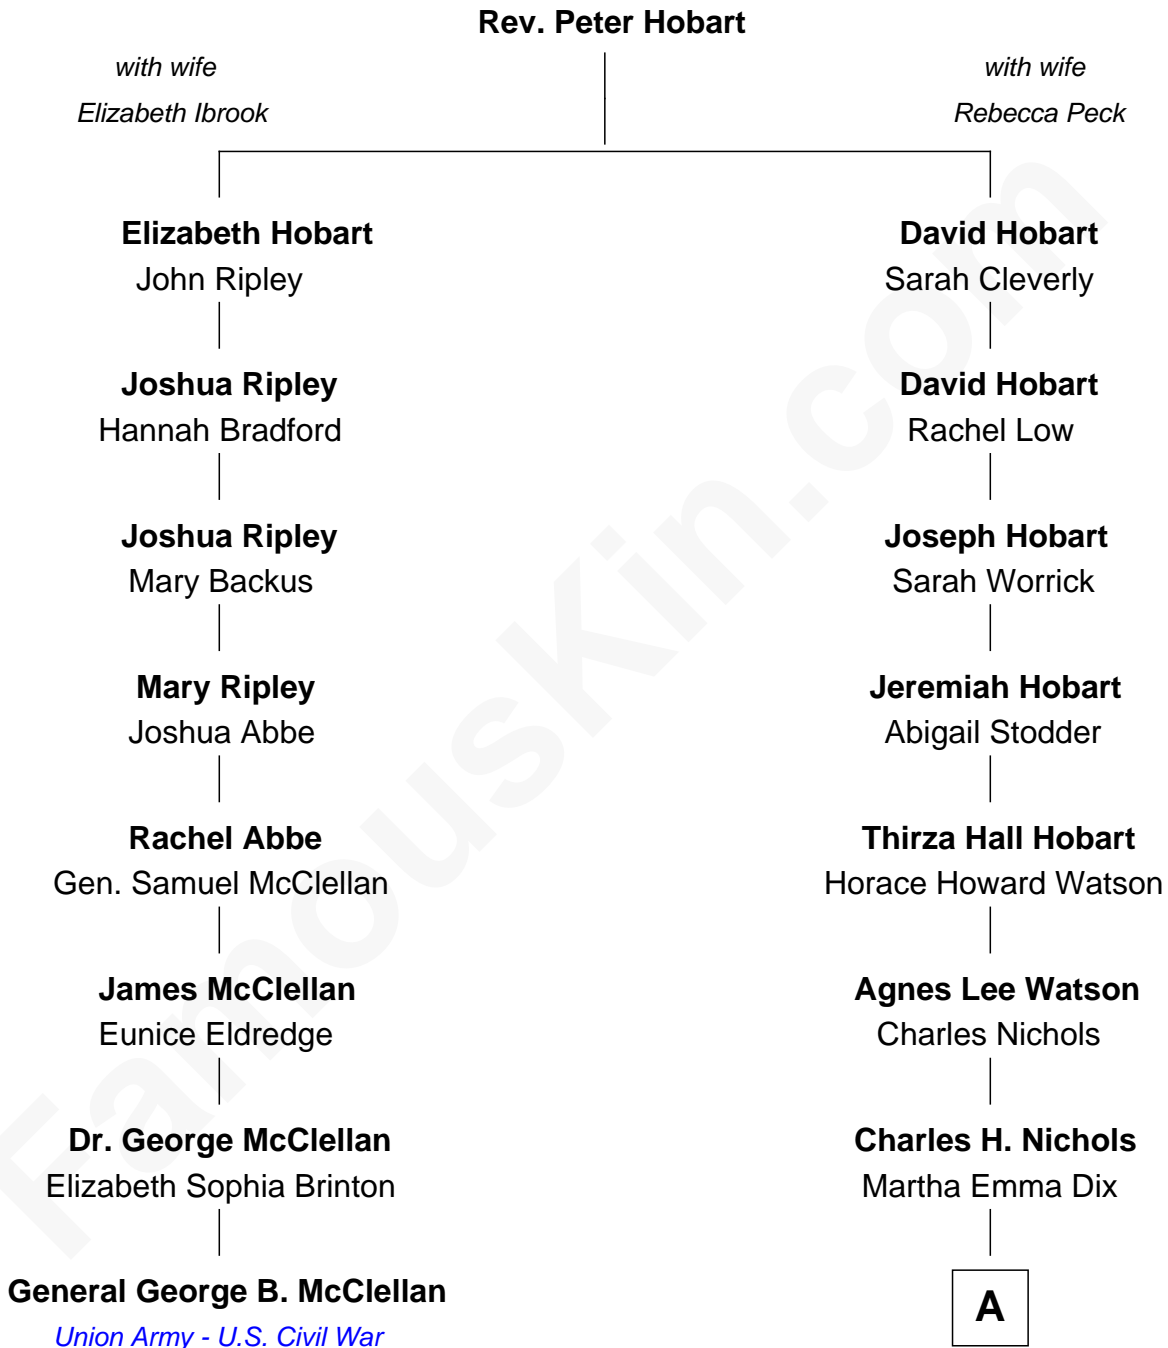 Rev. Peter Hobart
with wife
Elizabeth Ibrook
with wife
Rebecca Peck
Elizabeth Hobart
John Ripley
David Hobart
Sarah Cleverly
Joshua Ripley
Hannah Bradford
David Hobart
Rachel Low
Joshua Ripley
Mary Backus
Joseph Hobart
Sarah Worrick
Mary Ripley
Joshua Abbe
Jeremiah Hobart
Abigail Stodder
Rachel Abbe
Gen. Samuel McClellan
Thirza Hall Hobart
Horace Howard Watson
James McClellan
Eunice Eldredge
Agnes Lee Watson
Charles Nichols
Dr. George McClellan
Elizabeth Sophia Brinton
Charles H. Nichols
Martha Emma Dix
General George B. McClellan
Union Army - U.S. Civil War
A
FamousKin.com